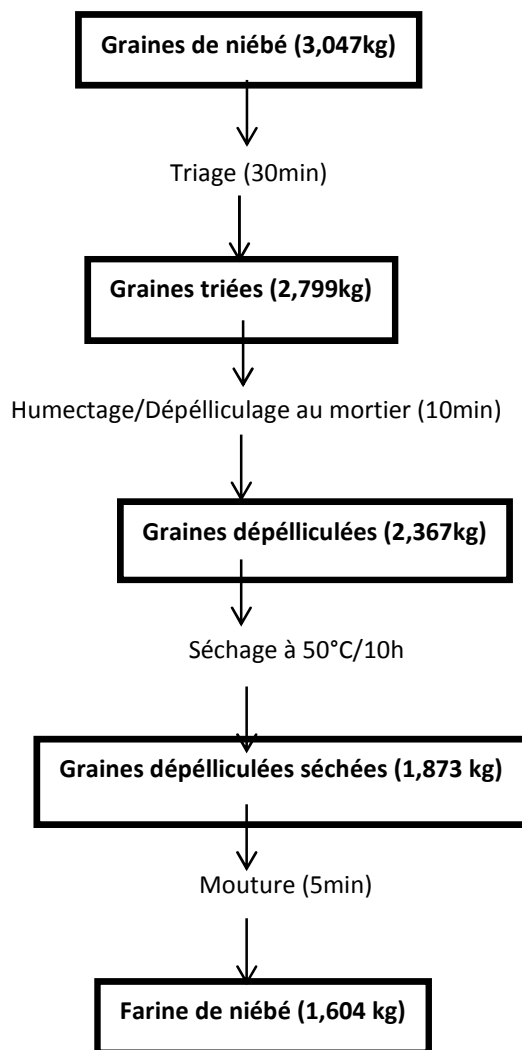 Graines de niébé (3,047kg)
Triage (30min)
Graines triées (2,799kg)
Humectage/Dépélliculage au mortier (10min)
Graines dépélliculées (2,367kg)
Séchage à 50°C/10h
Graines dépélliculées séchées (1,873 kg)
Mouture (5min)
Farine de niébé (1,604 kg)